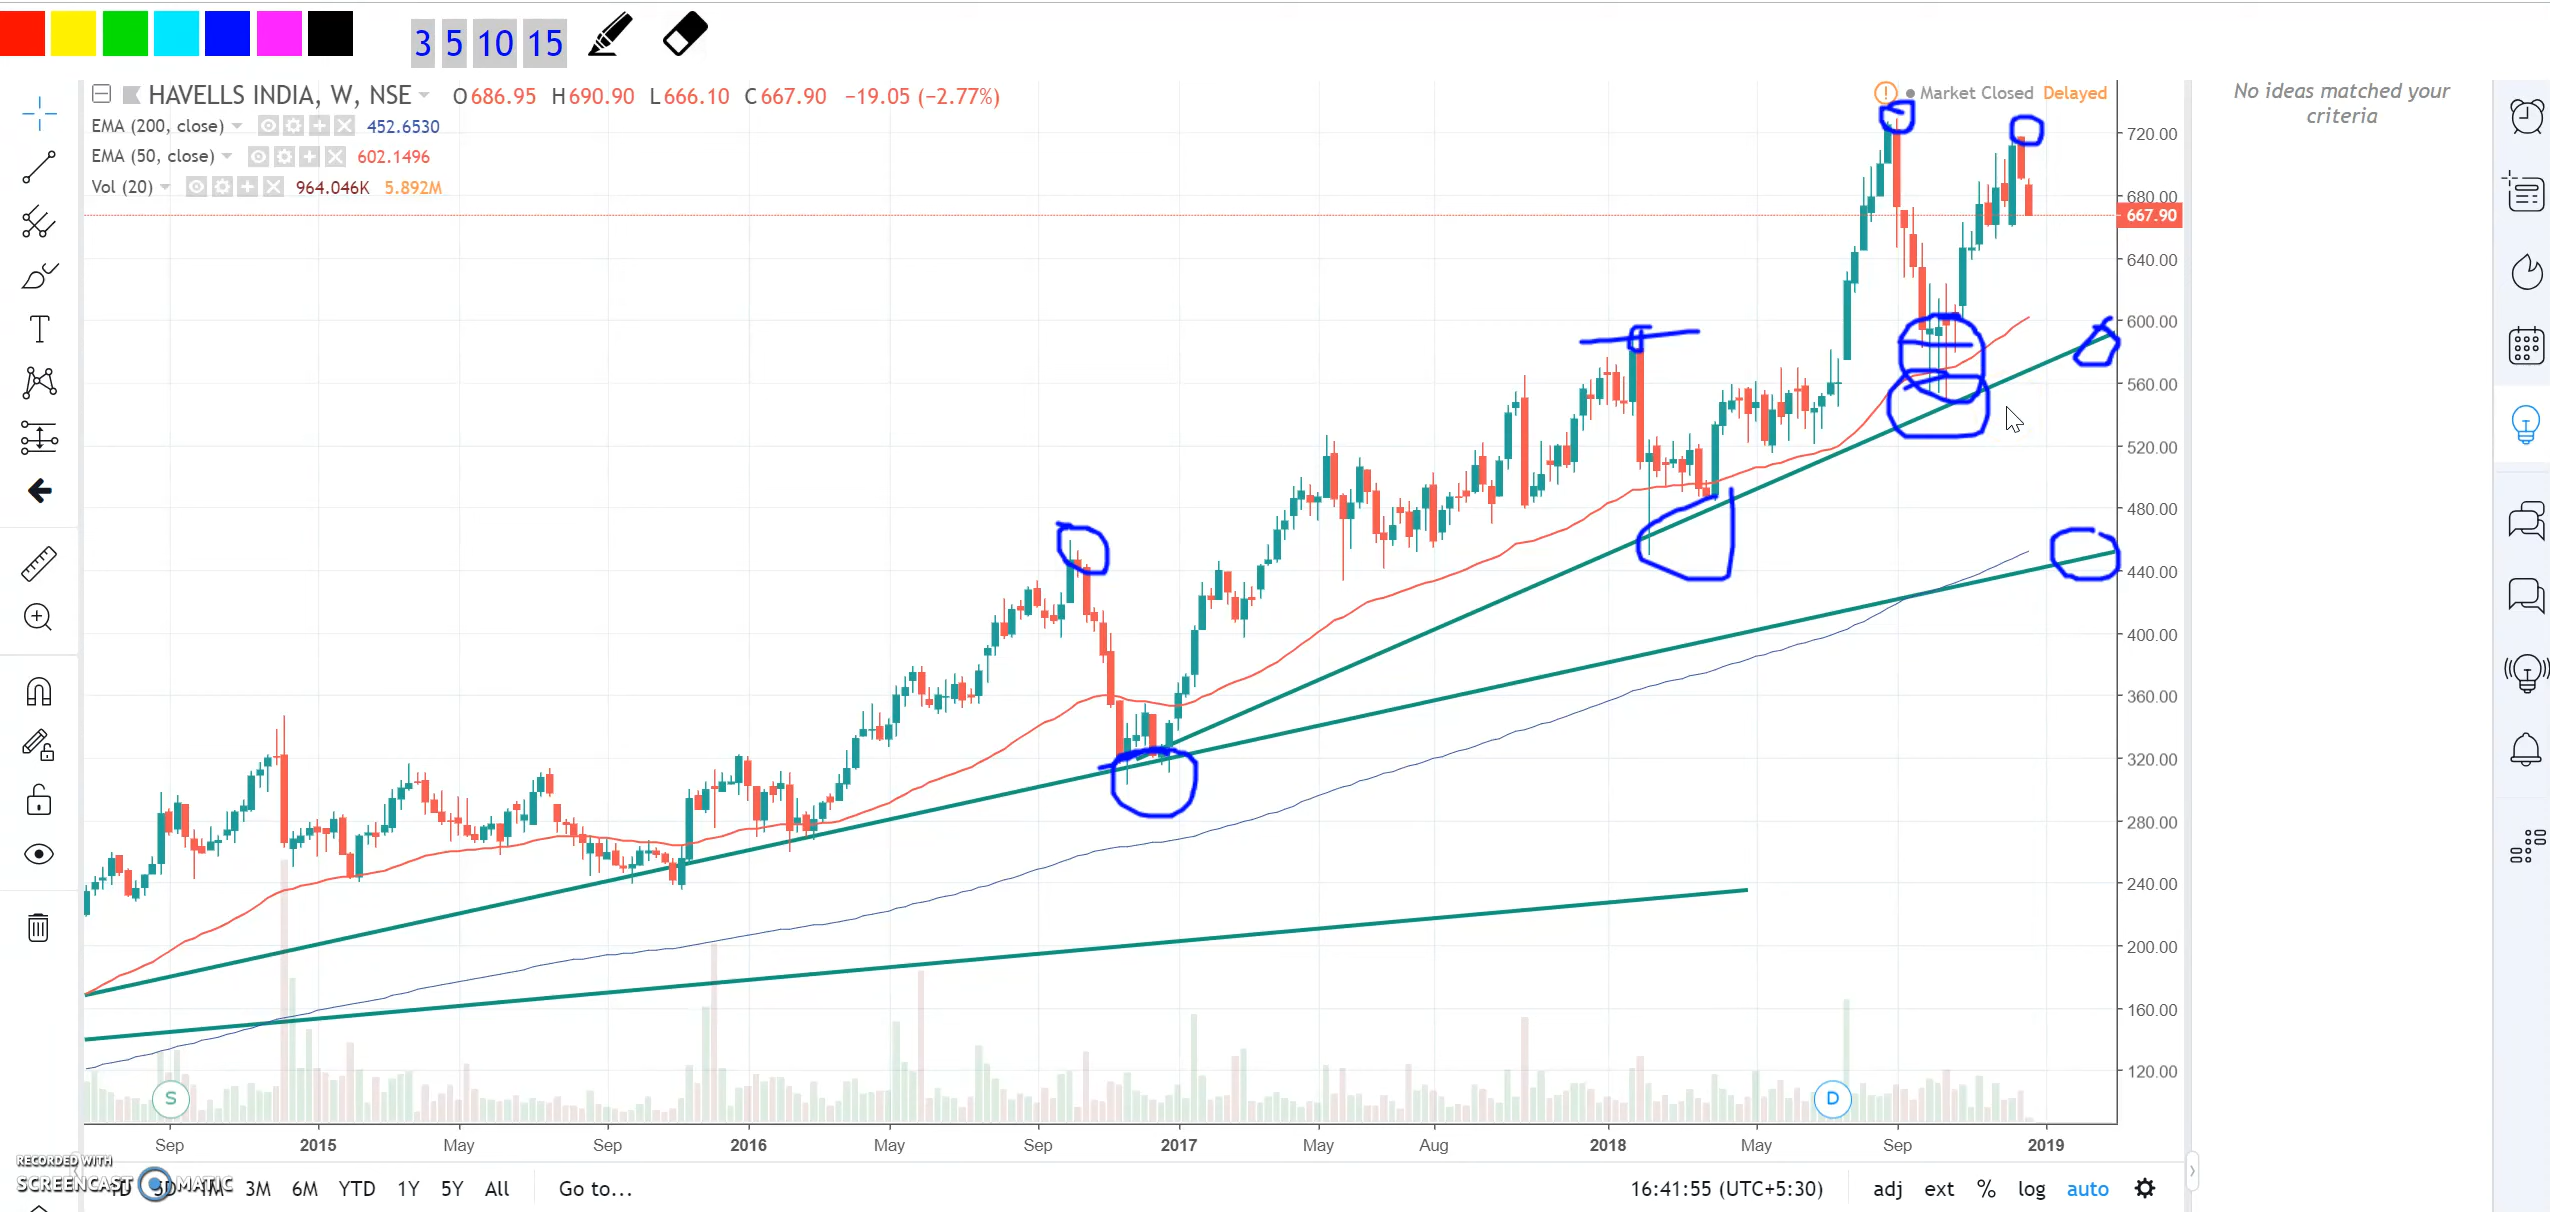 3 5 10 15
HAVELLS INDIA, W, NSE O686.95 H690.90 L666.10 C667.90 −19.05 (−2.77%)
Market Closed Delayed
EMA (200, close) 452.6530
EMA (50, close) 602.1496
Vol (20) 964.046K 5.892M
No ideas matched your
criteria
720.00
680.00
667.90
640.00
600.00
560.00
520.00
480.00
440.00
400.00
360.00
320.00
280.00
240.00
200.00
160.00
120.00
S
D
Sep 2015 May Sep 2016 May Sep 2017 May Aug 2018 May Sep 2019
RECORDED WITH
SCREENCAST MATIC
1D 5D 1M 3M 6M YTD 1Y 5Y All Go to... 16:41:55 (UTC+5:30) adj ext % log auto